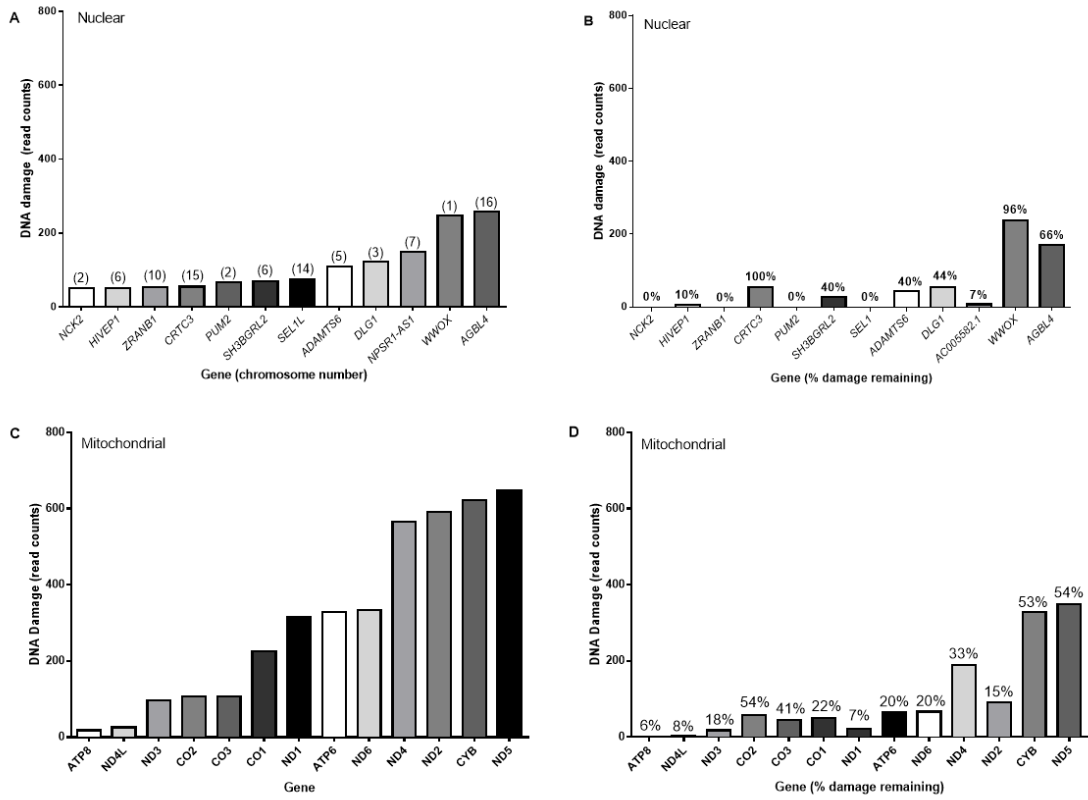 A
Nuclear
DNA damage (read counts)
800
600
400
200
0
(2)
(6)
(10)
(15)
(2)
(6)
(14)
(5)
(3)
(7)
(1)
(16)
NCK2
HIVEP1
ZRANB1
CRTC3
PUM2
SH3BGRL2
SEL1L
ADAMTS6
DLG1
NPSR1-AS1
WWOX
AGBL4
Gene (chromosome number)
B
Nuclear
DNA damage (read counts)
800
600
400
200
0
0%
10%
0%
100%
0%
40%
0%
40%
44%
7%
96%
66%
NCK2
HIVEP1
ZRANB1
CRTC3
PUM2
SH3BGRL2
SEL1
ADAMTS6
DLG1
AC005582.1
WWOX
AGBL4
Gene (% damage remaining)
C
Mitochondrial
DNA Damage (read counts)
800
600
400
200
0
ATP8
ND4L
ND3
CO2
CO3
CO1
ND1
ATP6
ND6
ND4
ND2
CYB
ND5
Gene
D
Mitochondrial
DNA Damage (read counts)
800
600
400
200
0
6%
8%
18%
54%
41%
22%
7%
20%
20%
33%
15%
53%
54%
ATP8
ND4L
ND3
CO2
CO3
CO1
ND1
ATP6
ND6
ND4
ND2
CYB
ND5
Gene (% damage remaining)